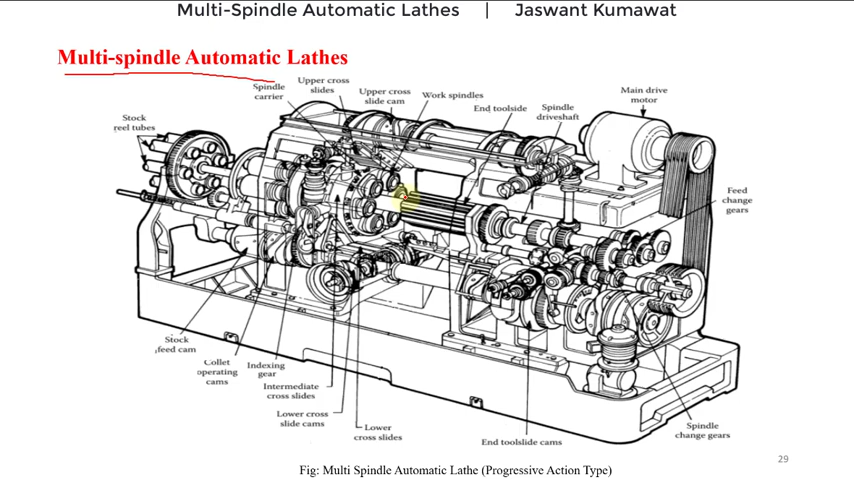 Multi-Spindle Automatic Lathes | Jaswant Kumawat
Multi-spindle Automatic Lathes
Spindle
carrier
Upper cross
slides
Upper cross
slide cam
Work spindles
End toolside
Spindle
driveshaft
Main drive
motor
Stock
reel tubes
Feed
change
gears
Stock
feed cam
Collet
operating
cams
Indexing
gear
Intermediate
cross slides
Lower cross
slide cams
Lower
cross slides
End toolslide cams
Spindle
change gears
29
Fig: Multi Spindle Automatic Lathe (Progressive Action Type)